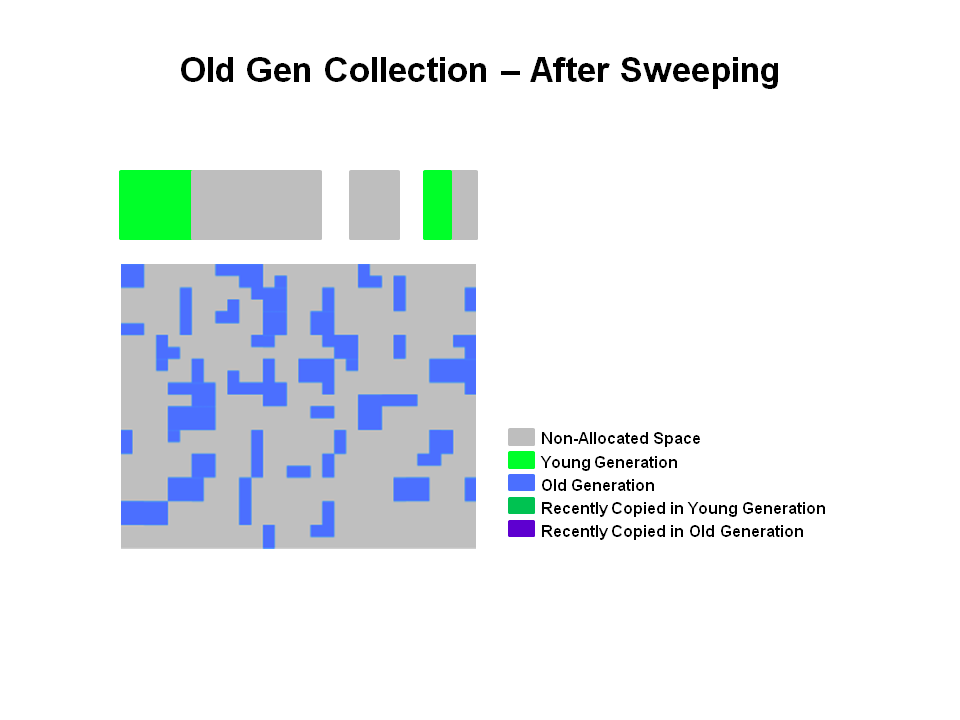 Old Gen Collection – After Sweeping
Non-Allocated Space
Young Generation
Old Generation
Recently Copied in Young Generation
Recently Copied in Old Generation